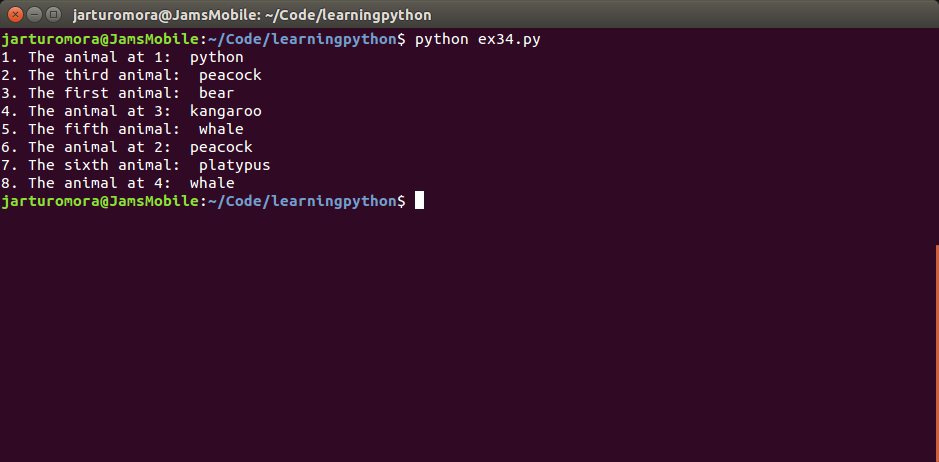 jarturomora@JamsMobile: ~/Code/learningpython
jarturomora@JamsMobile:~/Code/learningpython$ python ex34.py
1. The animal at 1:  python
2. The third animal:  peacock
3. The first animal:  bear
4. The animal at 3:  kangaroo
5. The fifth animal:  whale
6. The animal at 2:  peacock
7. The sixth animal:  platypus
8. The animal at 4:  whale
jarturomora@JamsMobile:~/Code/learningpython$